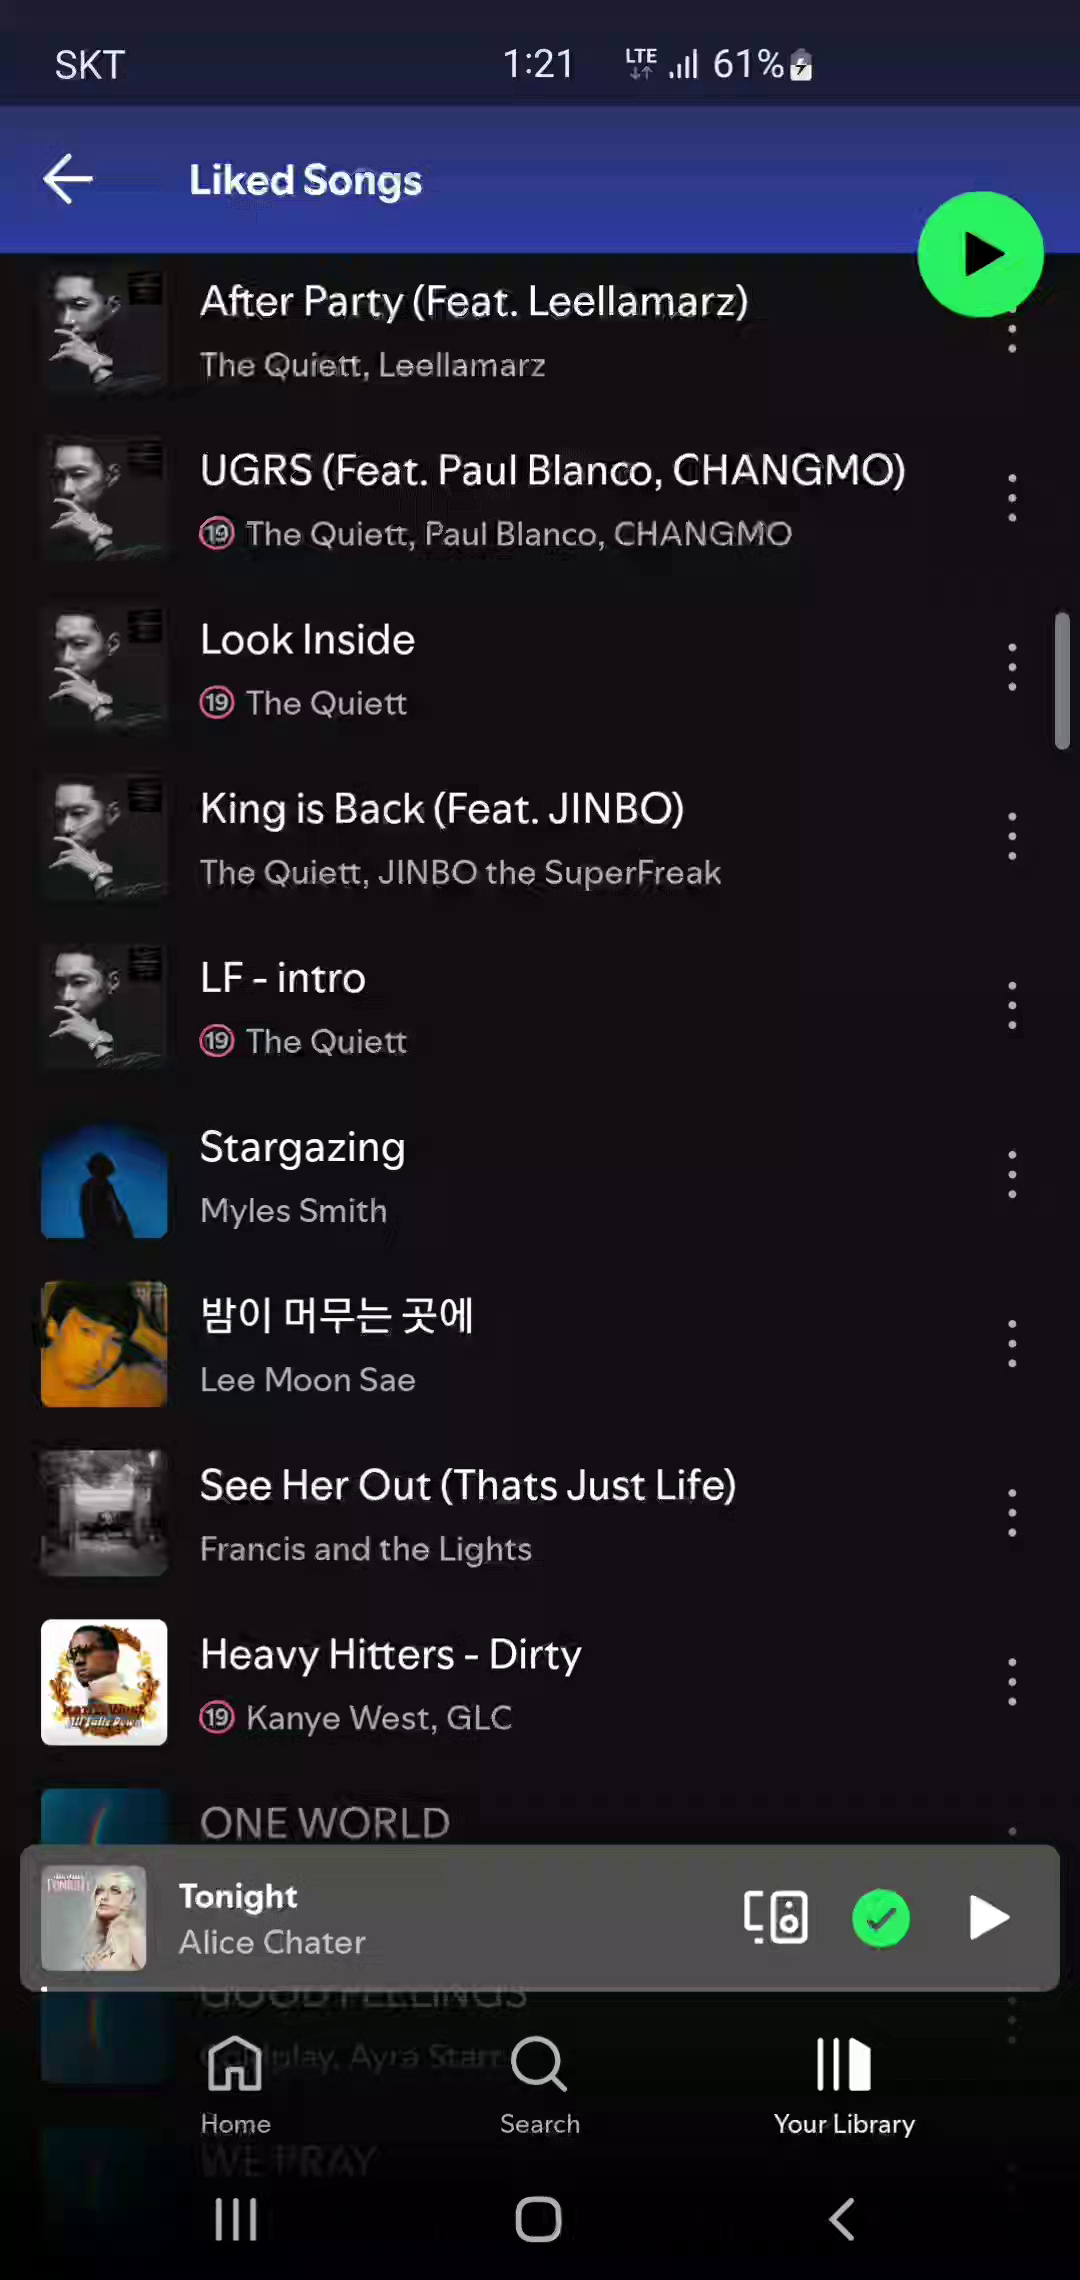 SKT 1:21 LTE 61%
Liked Songs
After Party (Feat. Leellamarz)
The Quiett, Leellamarz
UGRS (Feat. Paul Blanco, CHANGMO)
19 The Quiett, Paul Blanco, CHANGMO
Look Inside
19 The Quiett
King is Back (Feat. JINBO)
The Quiett, JINBO the SuperFreak
LF - intro
19 The Quiett
Stargazing
Myles Smith
밤이 머무는 곳에
Lee Moon Sae
See Her Out (Thats Just Life)
Francis and the Lights
Heavy Hitters - Dirty
19 Kanye West, GLC
ONE WORLD
TONIGHT
Tonight
Alice Chater
GOOD FEELINGS
Coldplay, Ayra Starr
Home Search Your Library
WE PRAY